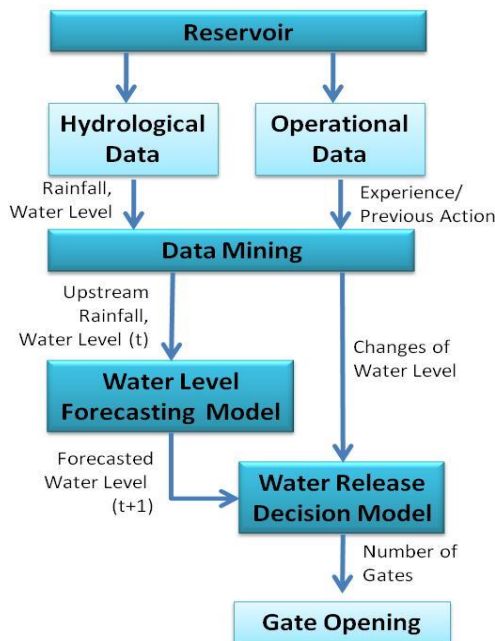 Reservoir
Hydrological
Data
Operational
Data
Rainfall,
Water Level
Experience/
Previous Action
Data Mining
Upstream
Rainfall,
Water Level (t)
Changes of
Water Level
Water Level
Forecasting Model
Forecasted
Water Level
(t+1)
Water Release
Decision Model
Number of
Gates
Gate Opening